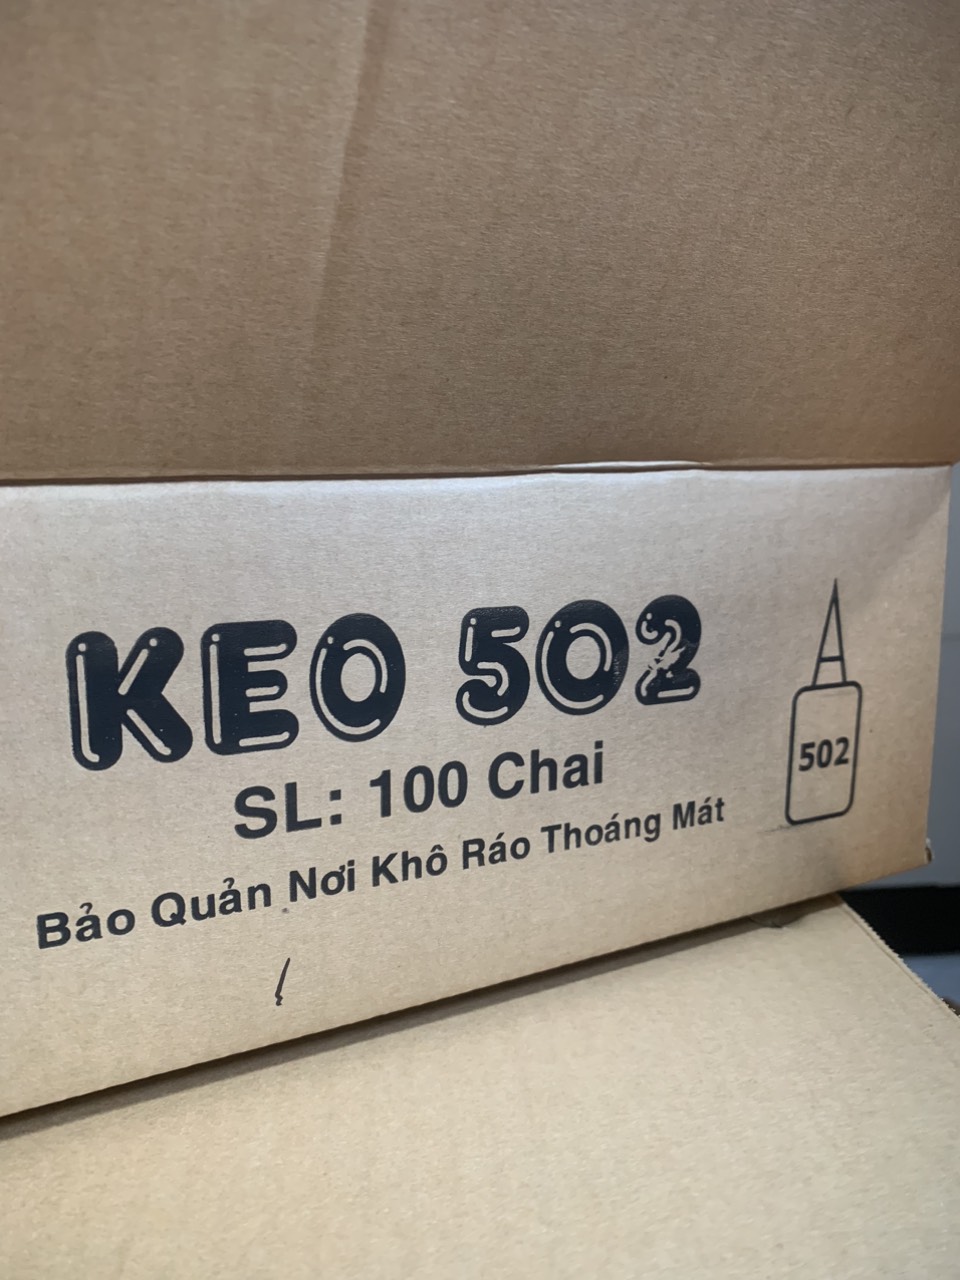 KEO 502
SL: 100 Chai
Bảo Quản Nơi Khô Ráo Thoáng Mát
502